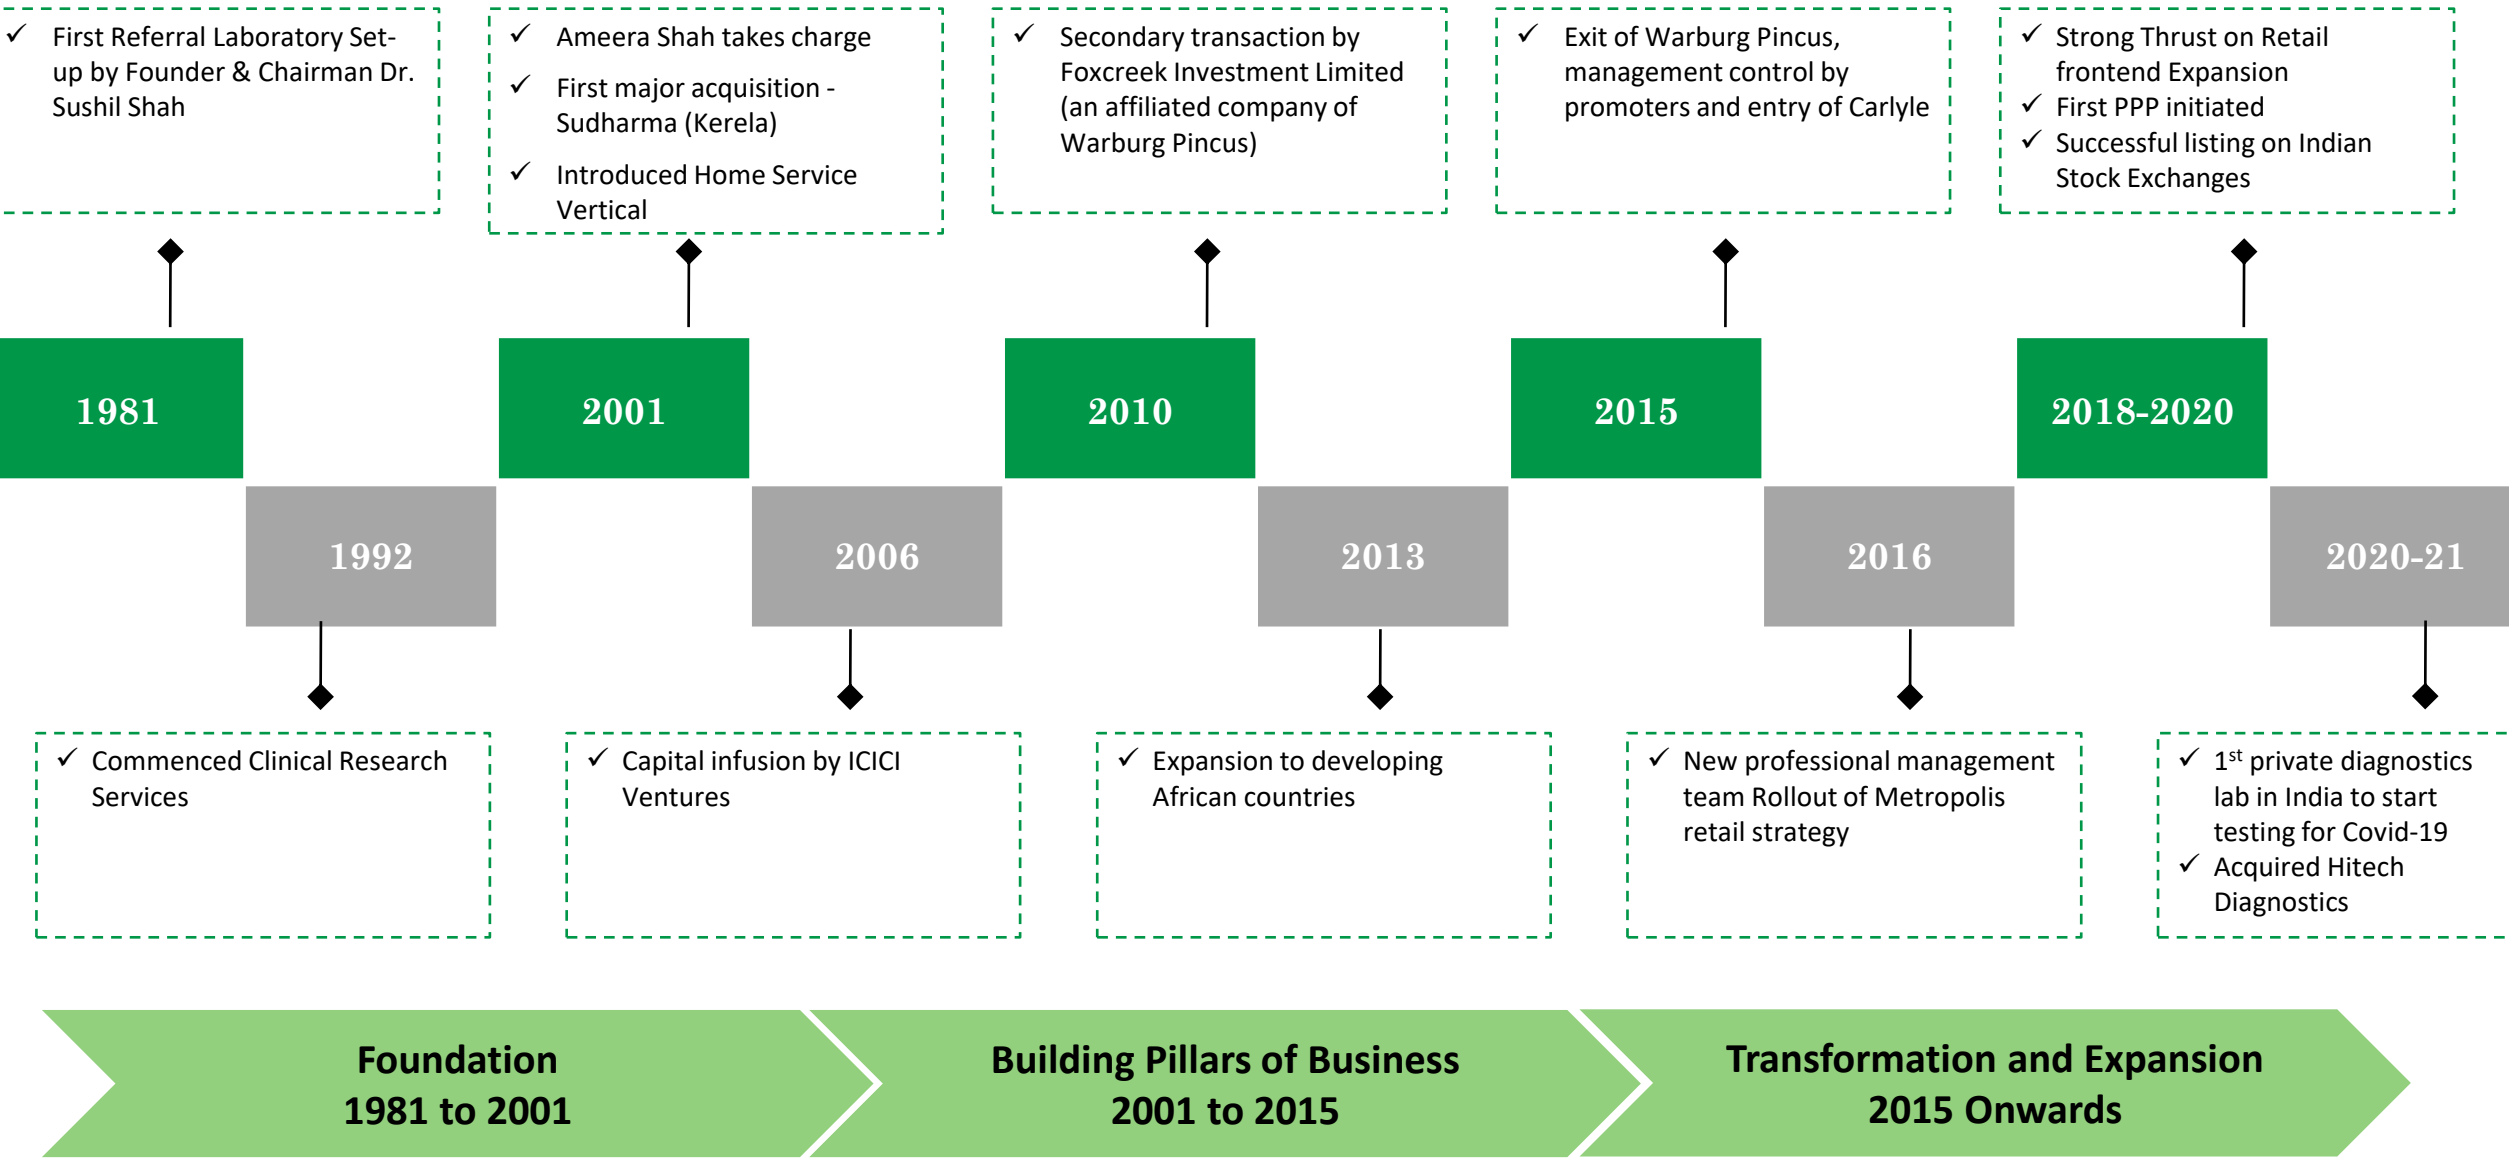 First Referral Laboratory Set-
up by Founder & Chairman Dr.
Sushil Shah
Ameera Shah takes charge
First major acquisition -
Sudharma (Kerela)
Introduced Home Service
Vertical
Secondary transaction by
Foxcreek Investment Limited
(an affiliated company of
Warburg Pincus)
Exit of Warburg Pincus,
management control by
promoters and entry of Carlyle
Strong Thrust on Retail
frontend Expansion
First PPP initiated
Successful listing on Indian
Stock Exchanges
1981
2001
2010
2015
2018-2020
1992
2006
2013
2016
2020-21
Commenced Clinical Research
Services
Capital infusion by ICICI
Ventures
Expansion to developing
African countries
New professional management
team Rollout of Metropolis
retail strategy
1st private diagnostics
lab in India to start
testing for Covid-19
Acquired Hitech
Diagnostics
Foundation
1981 to 2001
Building Pillars of Business
2001 to 2015
Transformation and Expansion
2015 Onwards